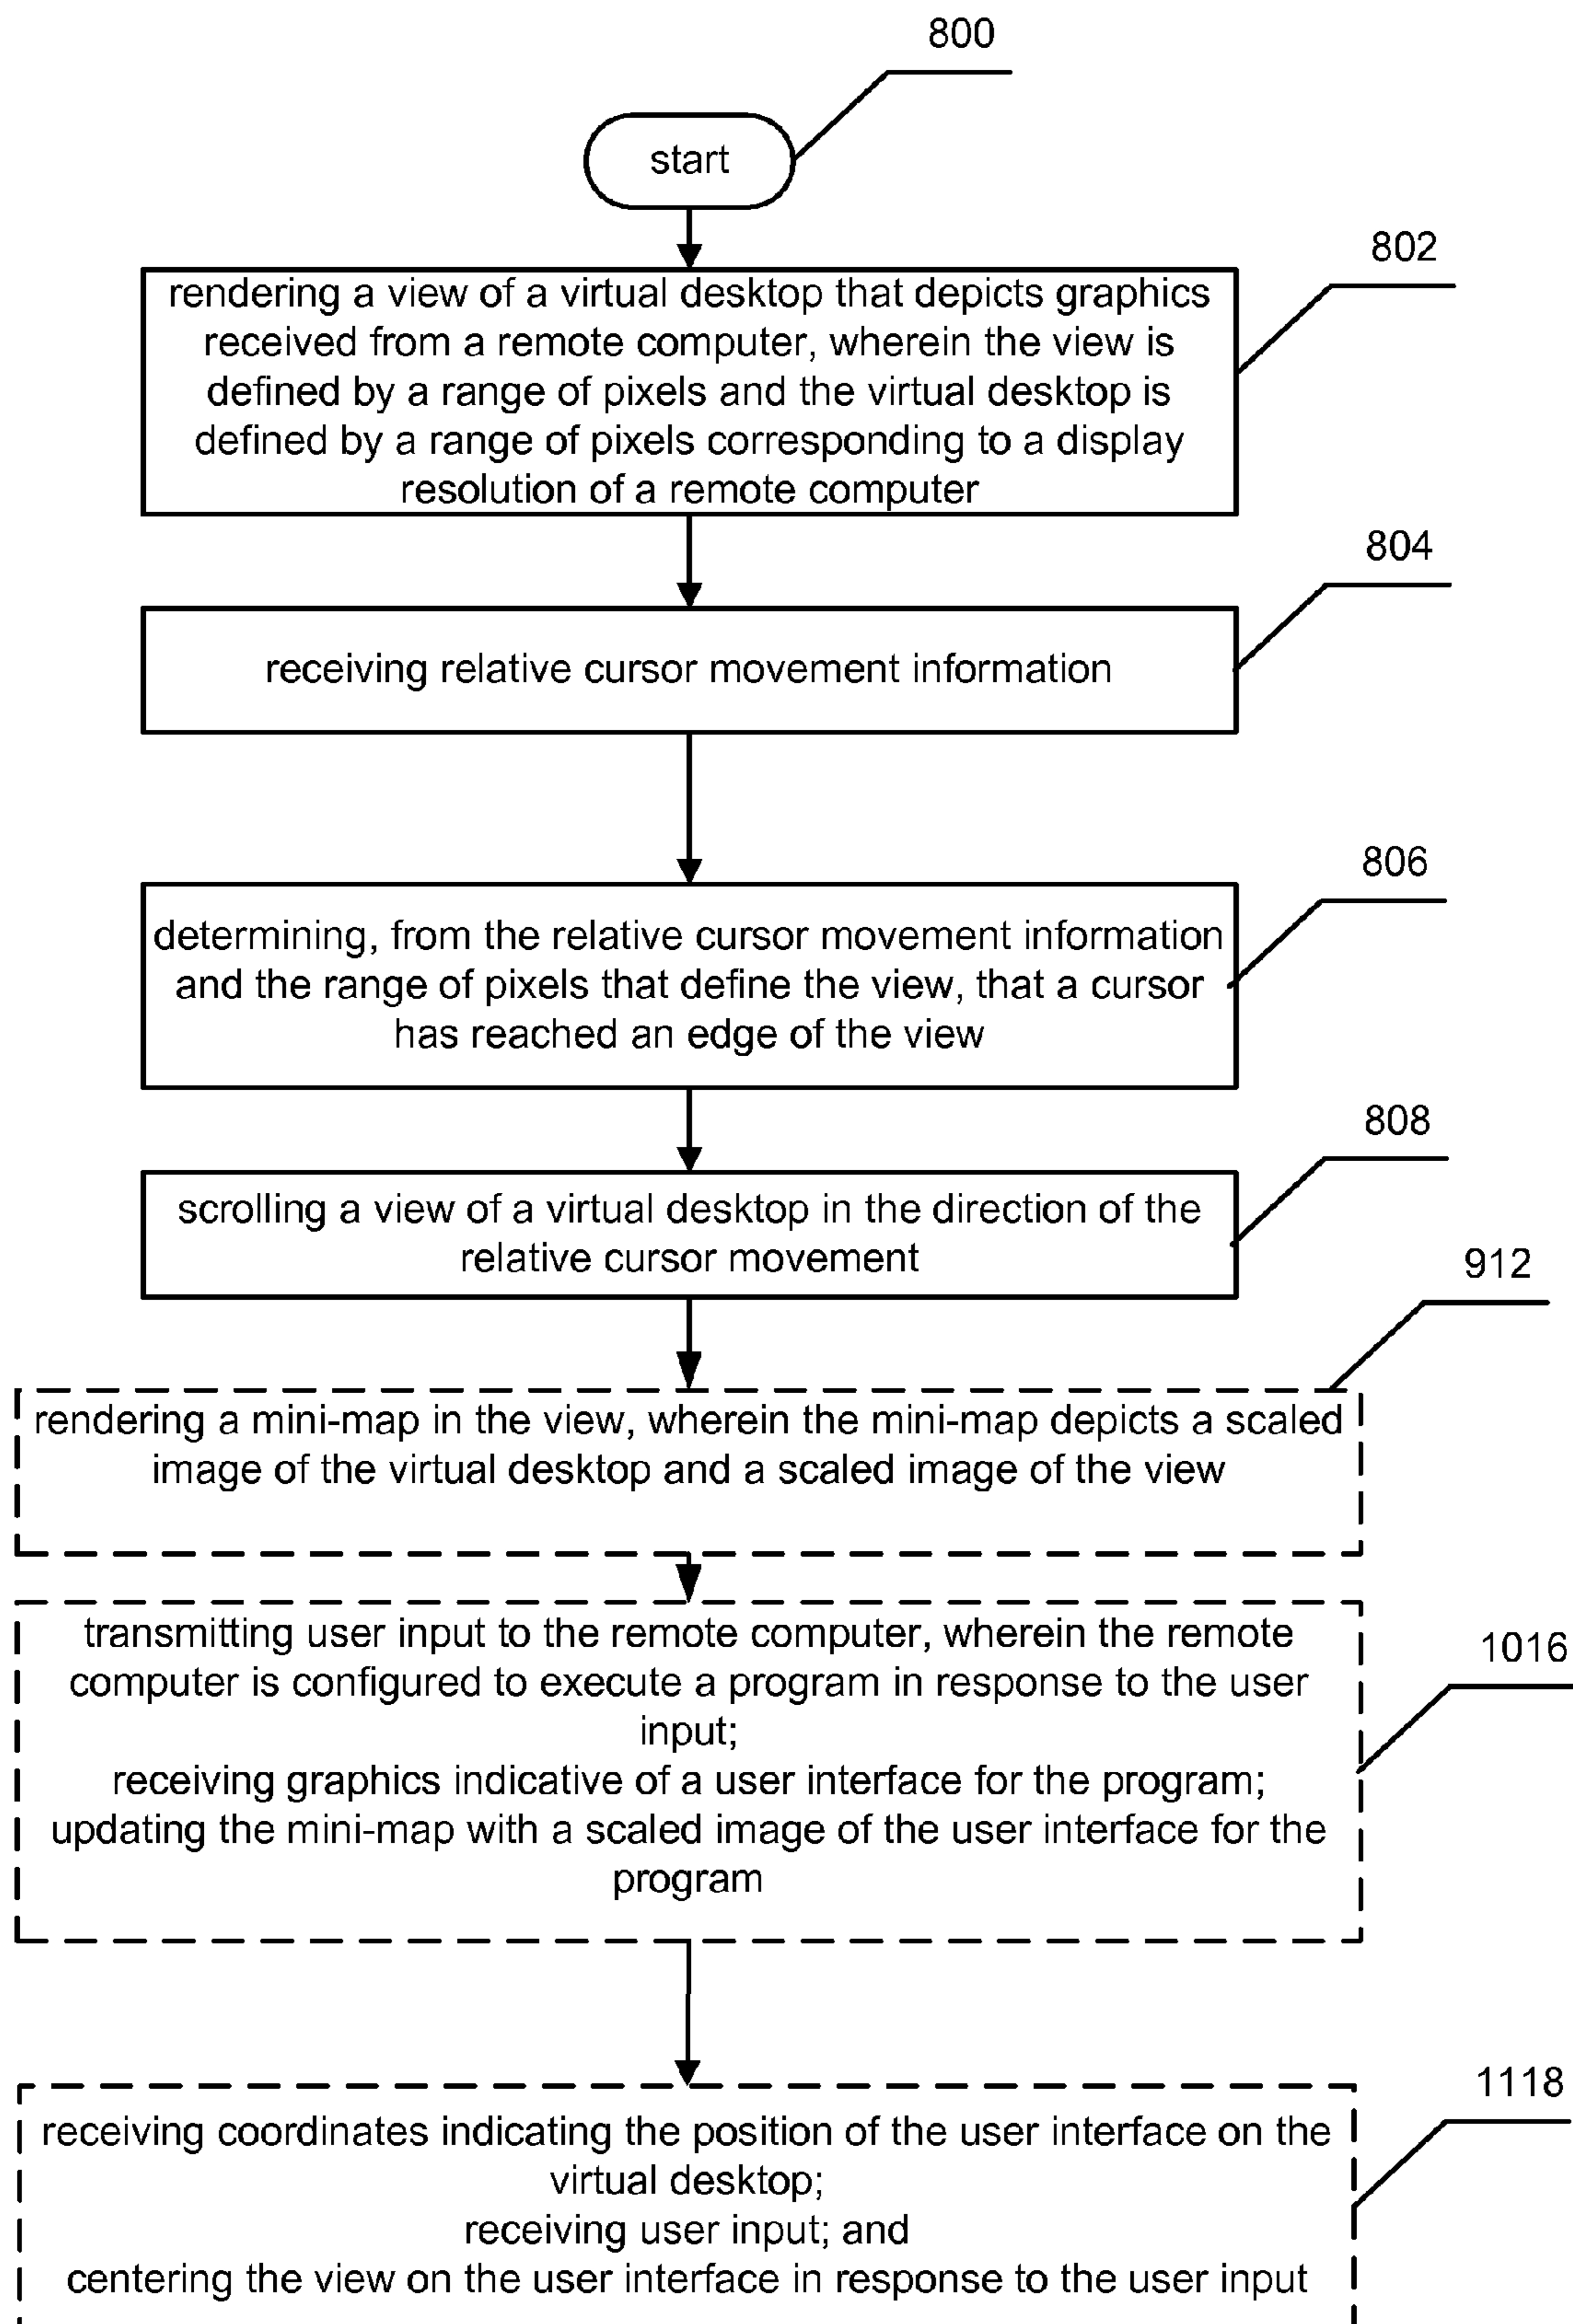 800
start
802
rendering a view of a virtual desktop that depicts graphics
received from a remote computer, wherein the view is
defined by a range of pixels and the virtual desktop is
defined by a range of pixels corresponding to a display
resolution of a remote computer
804
receiving relative cursor movement information
806
determining, from the relative cursor movement information
and the range of pixels that define the view, that a cursor
has reached an edge of the view
808
scrolling a view of a virtual desktop in the direction of the
relative cursor movement
912
rendering a mini-map in the view, wherein the mini-map depicts a scaled
image of the virtual desktop and a scaled image of the view
1016
transmitting user input to the remote computer, wherein the remote
computer is configured to execute a program in response to the user
input;
receiving graphics indicative of a user interface for the program;
updating the mini-map with a scaled image of the user interface for the
program
1118
receiving coordinates indicating the position of the user interface on the
virtual desktop;
receiving user input; and
centering the view on the user interface in response to the user input